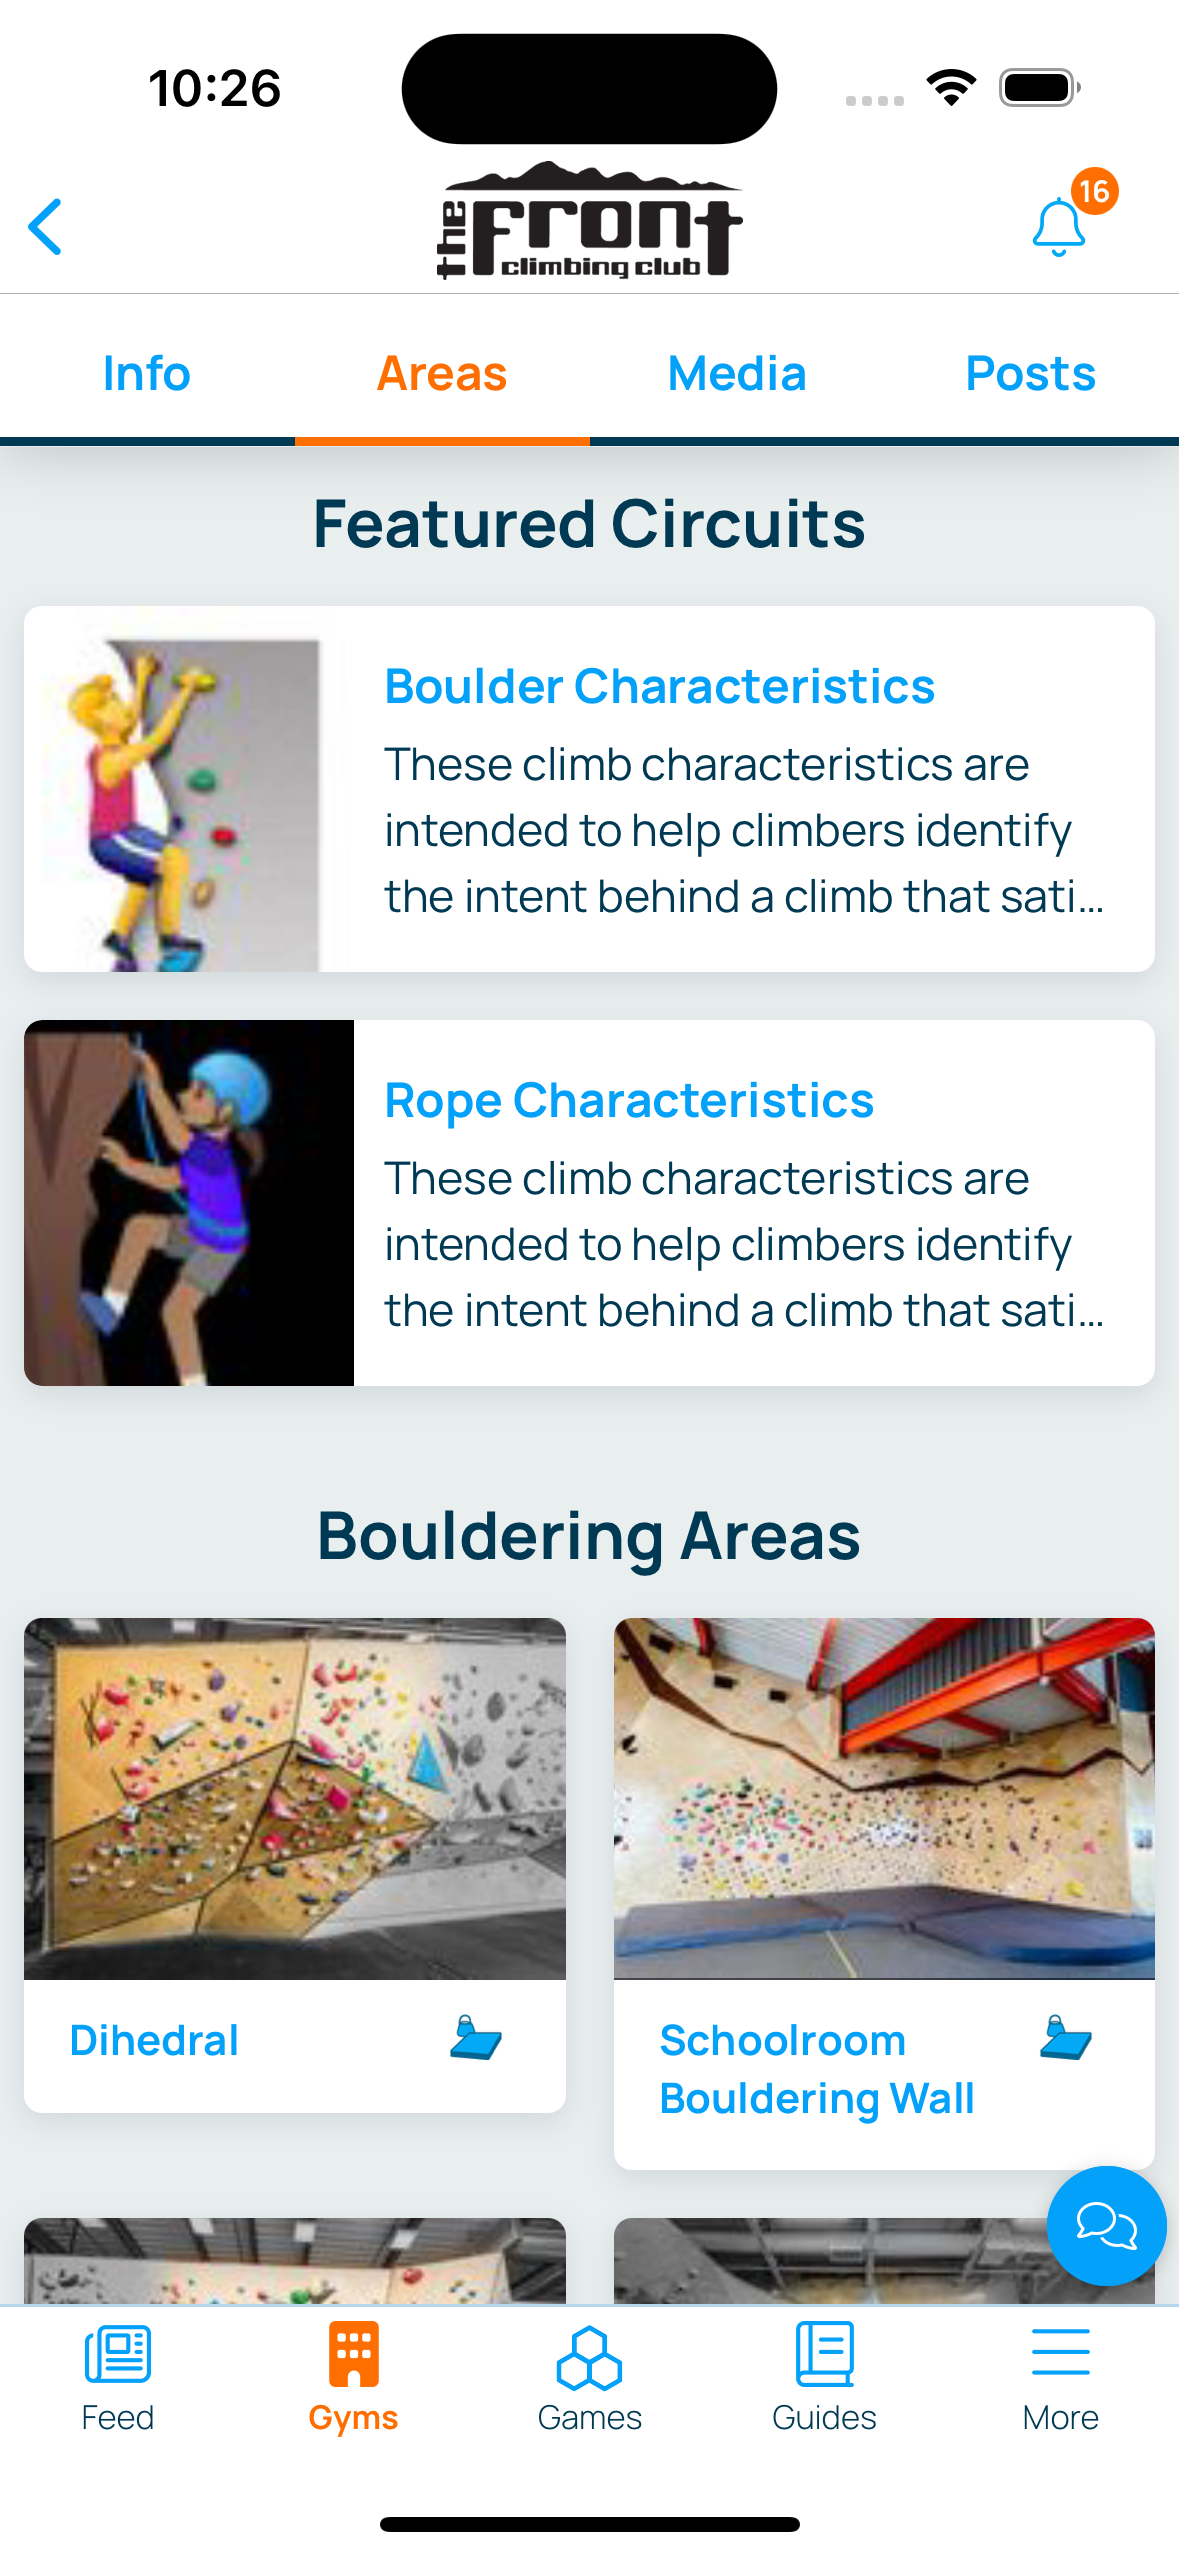 10:26
the Front
climbing club
16
Info
Areas
Media
Posts
Featured Circuits
Boulder Characteristics
These climb characteristics are
intended to help climbers identify
the intent behind a climb that sati...
Rope Characteristics
These climb characteristics are
intended to help climbers identify
the intent behind a climb that sati...
Bouldering Areas
Dihedral
Schoolroom
Bouldering Wall
Feed
Gyms
Games
Guides
More